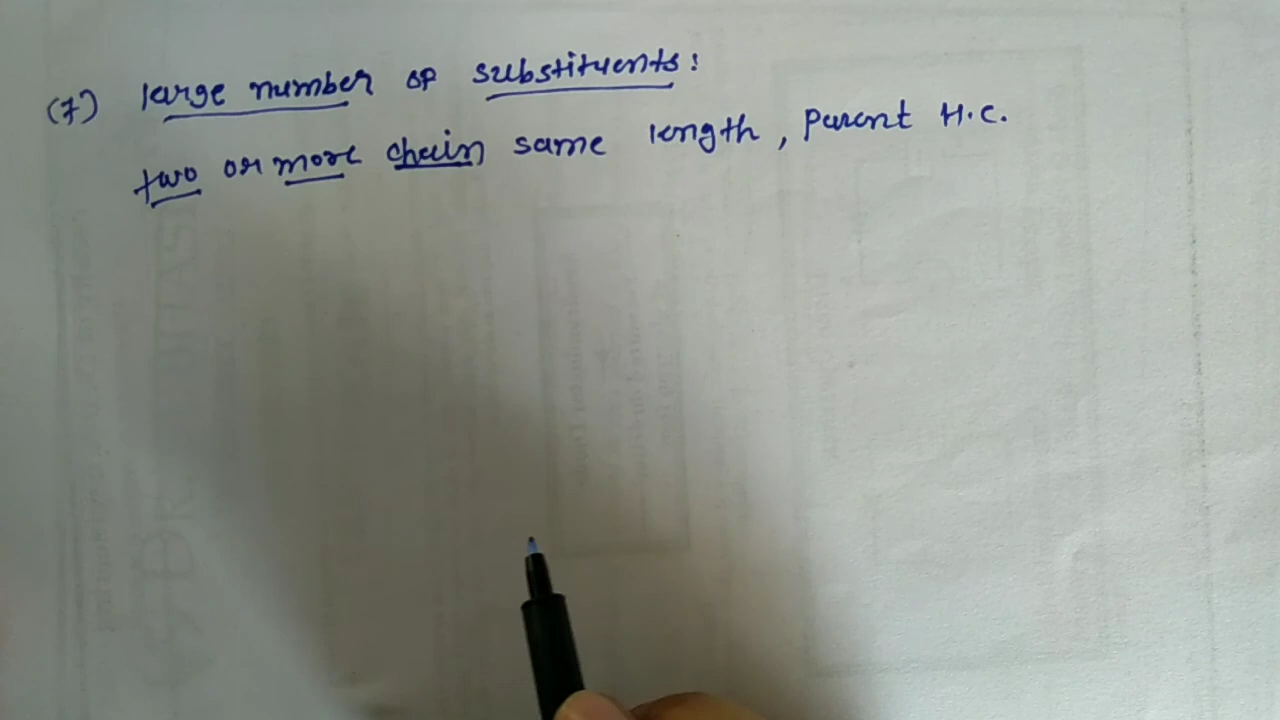 (7) large number of substituents:
two or more chain same length, parent H.C.